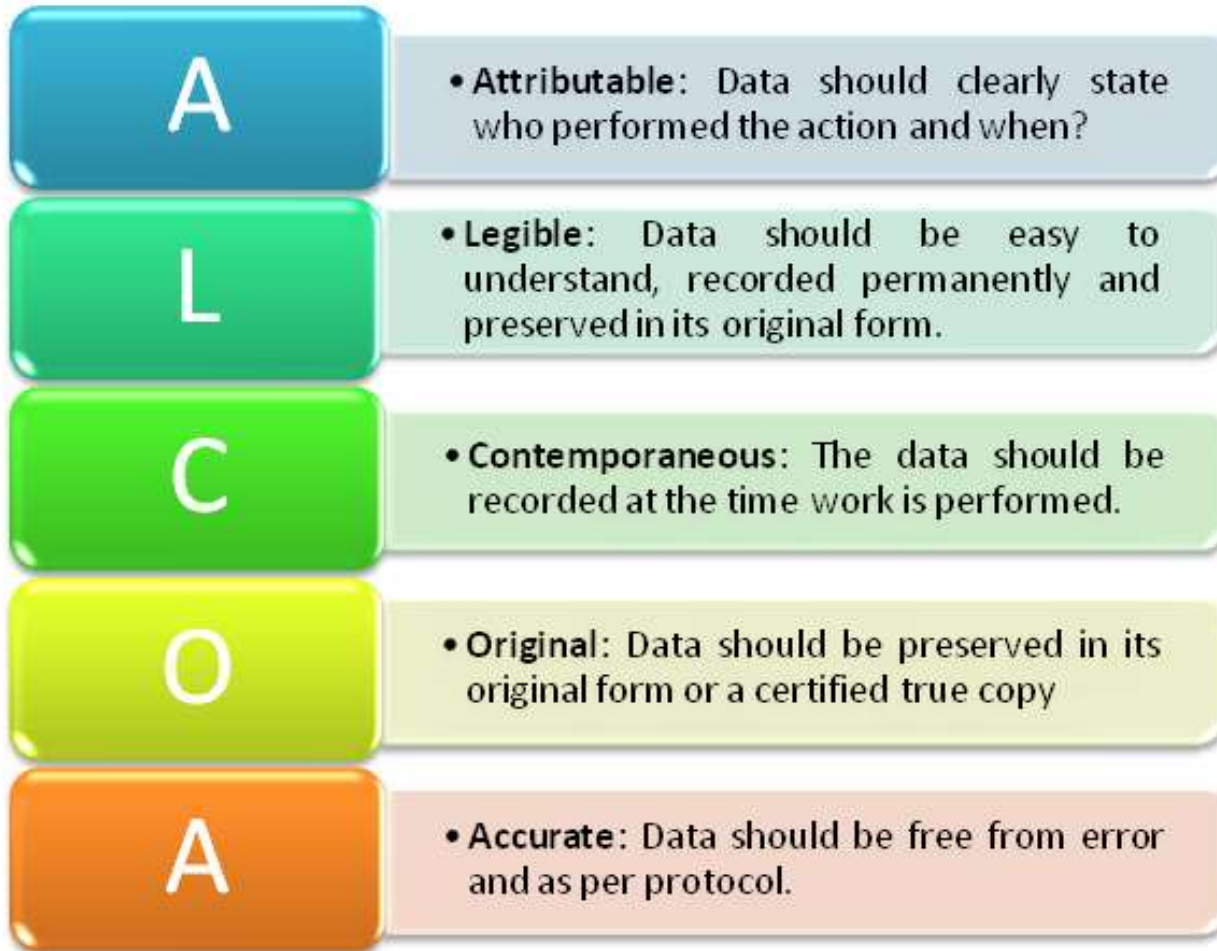 A
• Attributable: Data should clearly state
who performed the action and when?
L
• Legible: Data should be easy to
understand, recorded permanently and
preserved in its original form.
C
• Contemporaneous: The data should be
recorded at the time work is performed.
O
• Original: Data should be preserved in its
original form or a certified true copy
A
• Accurate: Data should be free from error
and as per protocol.